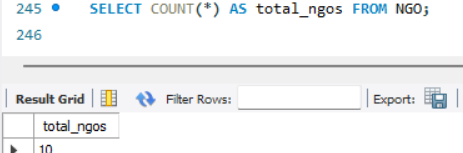 245 SELECT COUNT(*) AS total_ngos FROM NGO;
246
Result Grid Filter Rows: Export:
total_ngos
10